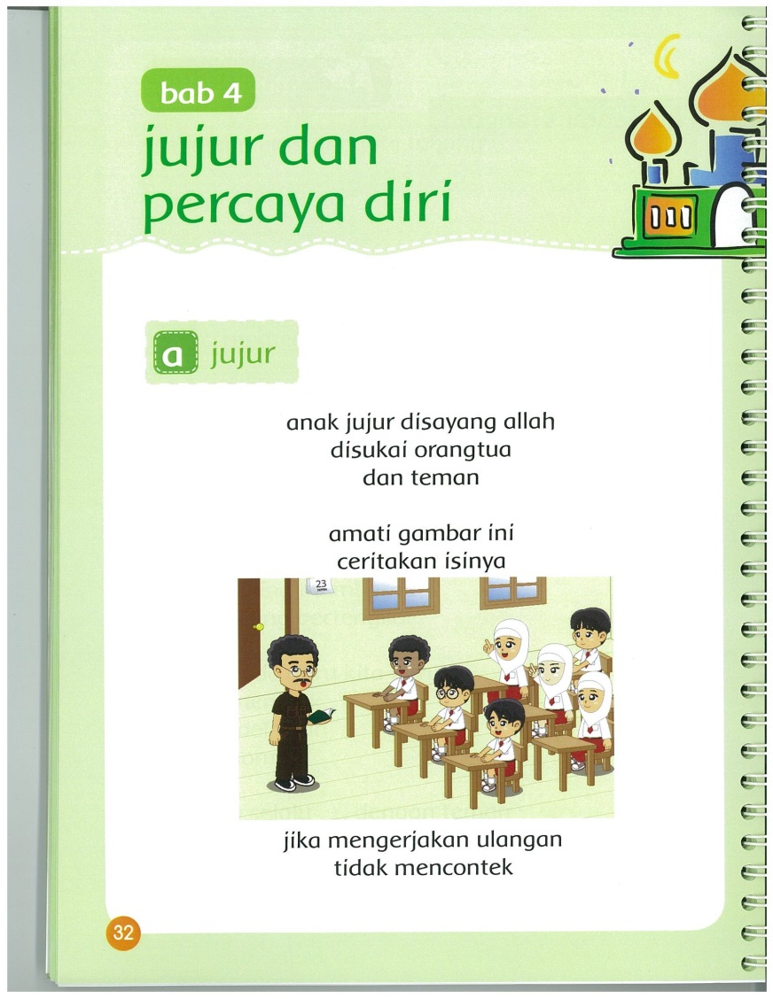 bab 4
jujur dan
percaya diri
a jujur
anak jujur disayang allah
disukai orangtua
dan teman
amati gambar ini
ceritakan isinya
23
jika mengerjakan ulangan
tidak mencontek
32